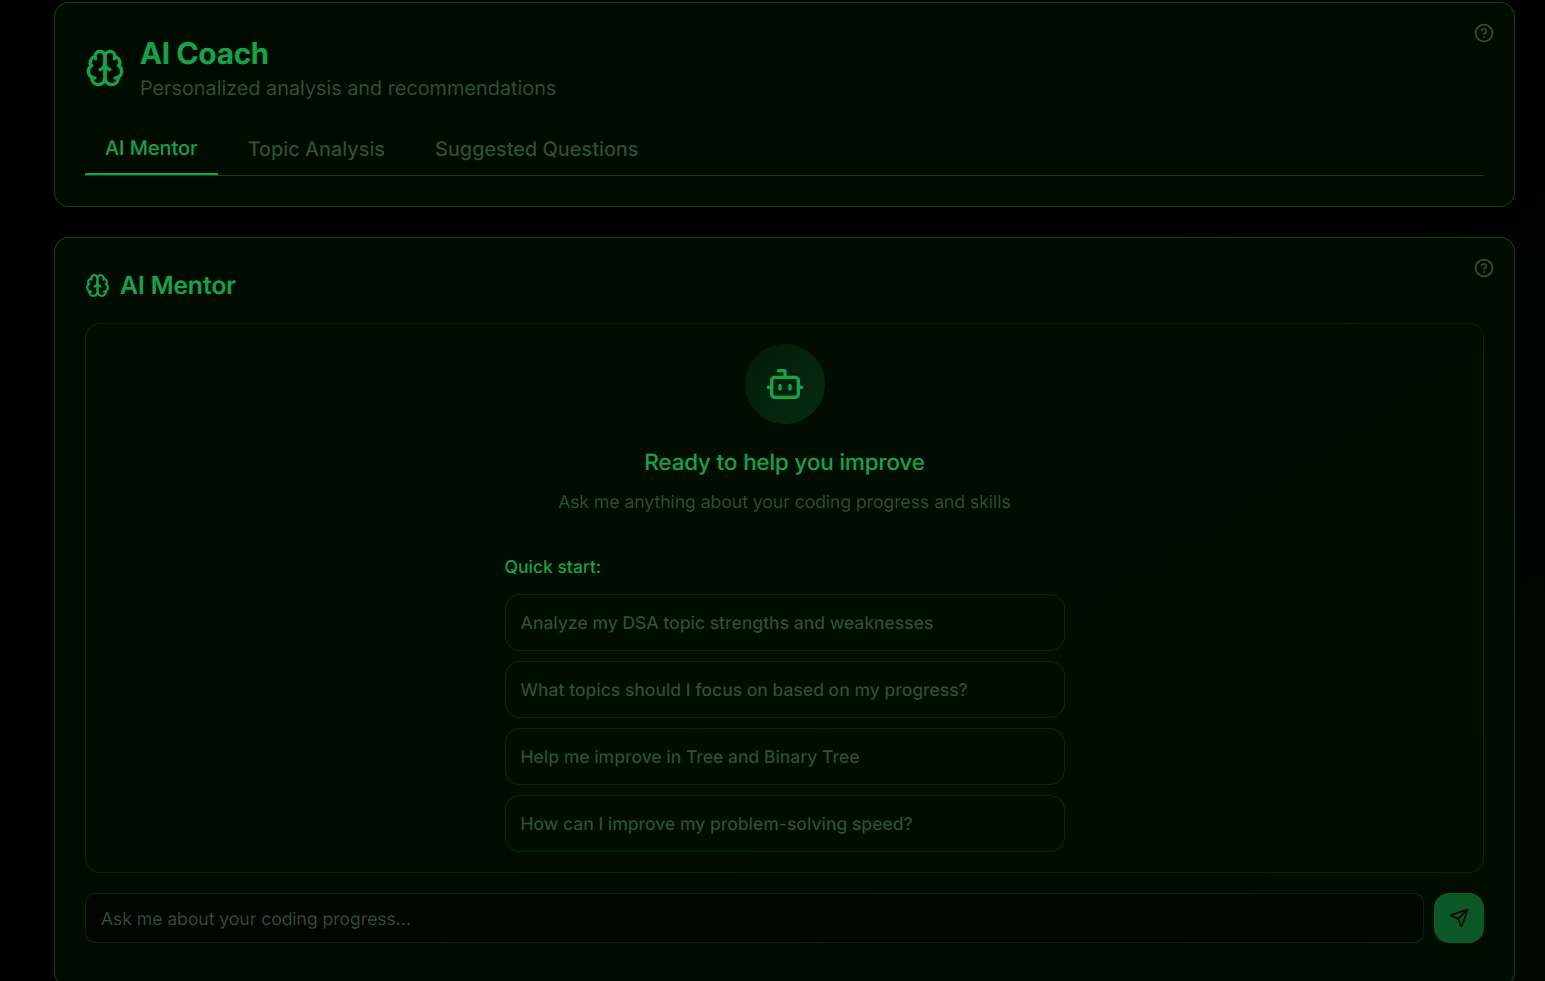 AI Coach
Personalized analysis and recommendations
AI Mentor
Topic Analysis
Suggested Questions
AI Mentor
Ready to help you improve
Ask me anything about your coding progress and skills
Quick start:
Analyze my DSA topic strengths and weaknesses
What topics should I focus on based on my progress?
Help me improve in Tree and Binary Tree
How can I improve my problem-solving speed?
Ask me about your coding progress...